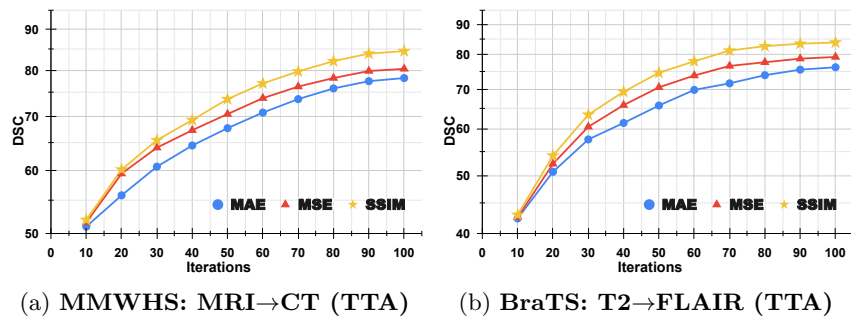 90
80
70
60
50
DSC
0 10 20 30 40 50 60 70 80 90 100
Iterations
MAE MSE SSIM
(a) MMWHS: MRI→CT (TTA)
90
80
70
60
50
40
DSC
0 10 20 30 40 50 60 70 80 90 100
Iterations
MAE MSE SSIM
(b) BraTS: T2→FLAIR (TTA)